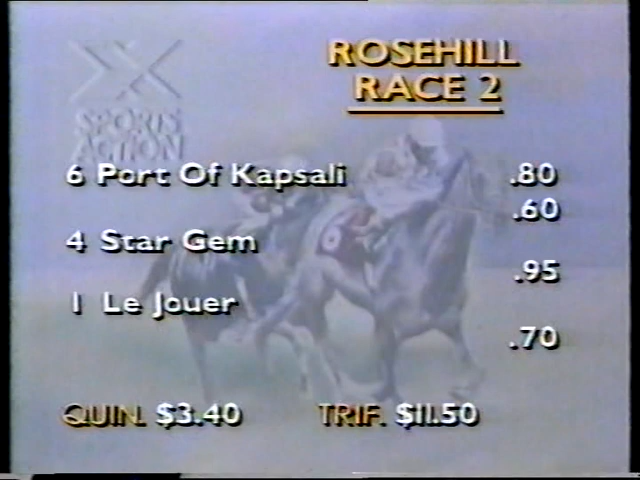 ROSEHILL
RACE 2
SPORTS
ACTION
6 Port Of Kapsali .80
.60
4 Star Gem
.95
1 Le Jouer
.70
QUIN. $3.40 TRIF. $11.50